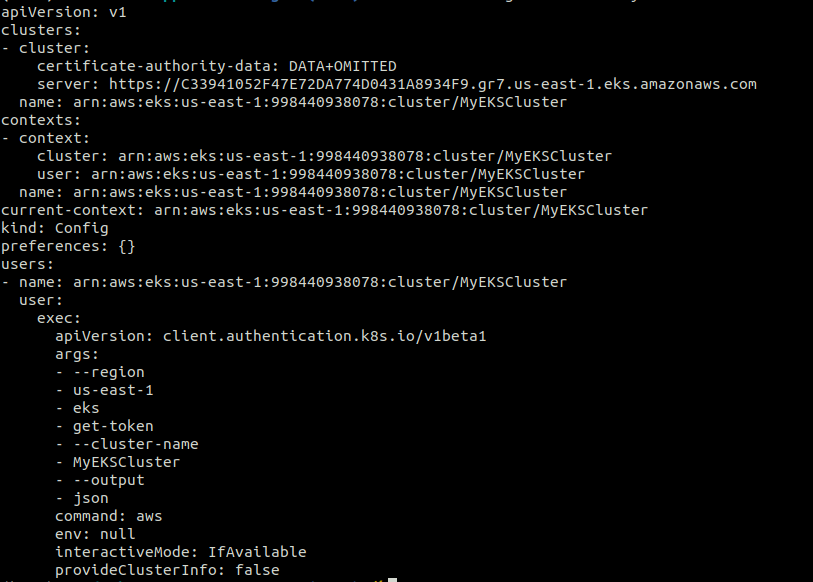 apiVersion: v1
clusters:
- cluster:
    certificate-authority-data: DATA+OMITTED
    server: https://C33941052F47E72DA774D0431A8934F9.gr7.us-east-1.eks.amazonaws.com
  name: arn:aws:eks:us-east-1:998440938078:cluster/MyEKSCluster
contexts:
- context:
    cluster: arn:aws:eks:us-east-1:998440938078:cluster/MyEKSCluster
    user: arn:aws:eks:us-east-1:998440938078:cluster/MyEKSCluster
  name: arn:aws:eks:us-east-1:998440938078:cluster/MyEKSCluster
current-context: arn:aws:eks:us-east-1:998440938078:cluster/MyEKSCluster
kind: Config
preferences: {}
users:
- name: arn:aws:eks:us-east-1:998440938078:cluster/MyEKSCluster
  user:
    exec:
      apiVersion: client.authentication.k8s.io/v1beta1
      args:
      - --region
      - us-east-1
      - eks
      - get-token
      - --cluster-name
      - MyEKSCluster
      - --output
      - json
      command: aws
      env: null
      interactiveMode: IfAvailable
      provideClusterInfo: false